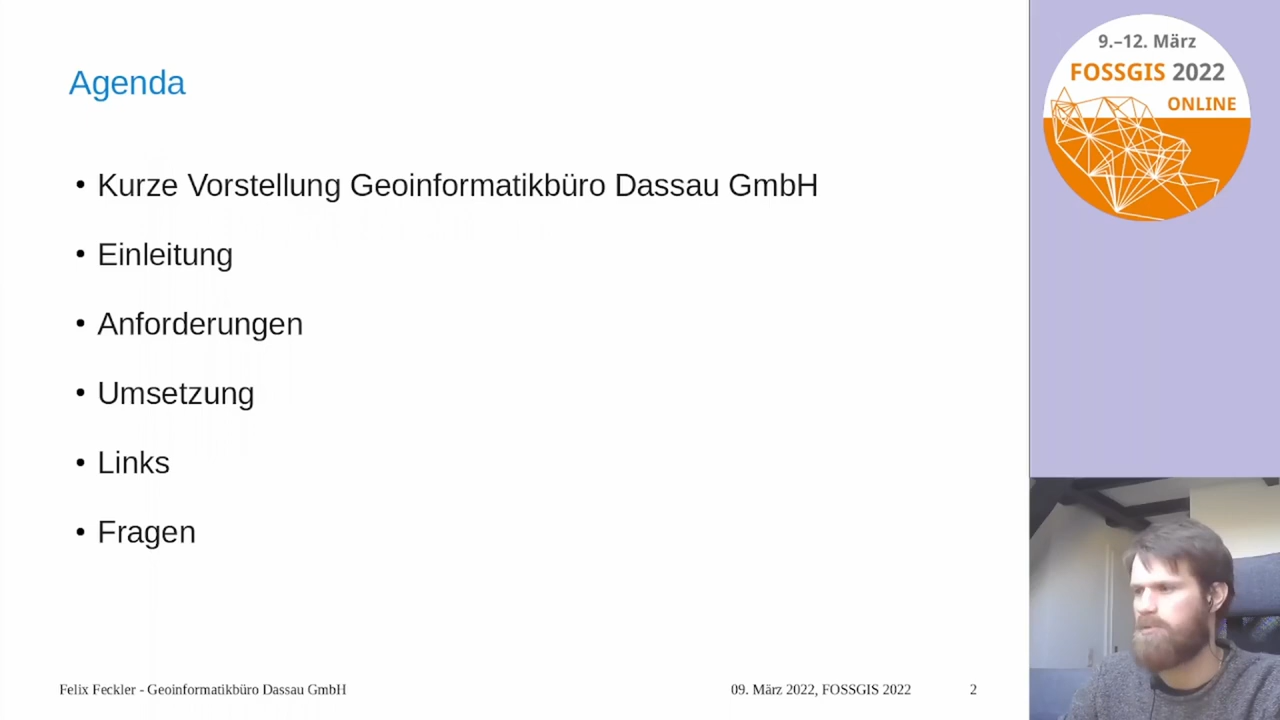 Agenda
• Kurze Vorstellung Geoinformatikbüro Dassau GmbH
• Einleitung
• Anforderungen
• Umsetzung
• Links
• Fragen
Felix Feckler - Geoinformatikbüro Dassau GmbH
09. März 2022, FOSSGIS 2022
2
9.–12. März
FOSSGIS 2022
ONLINE